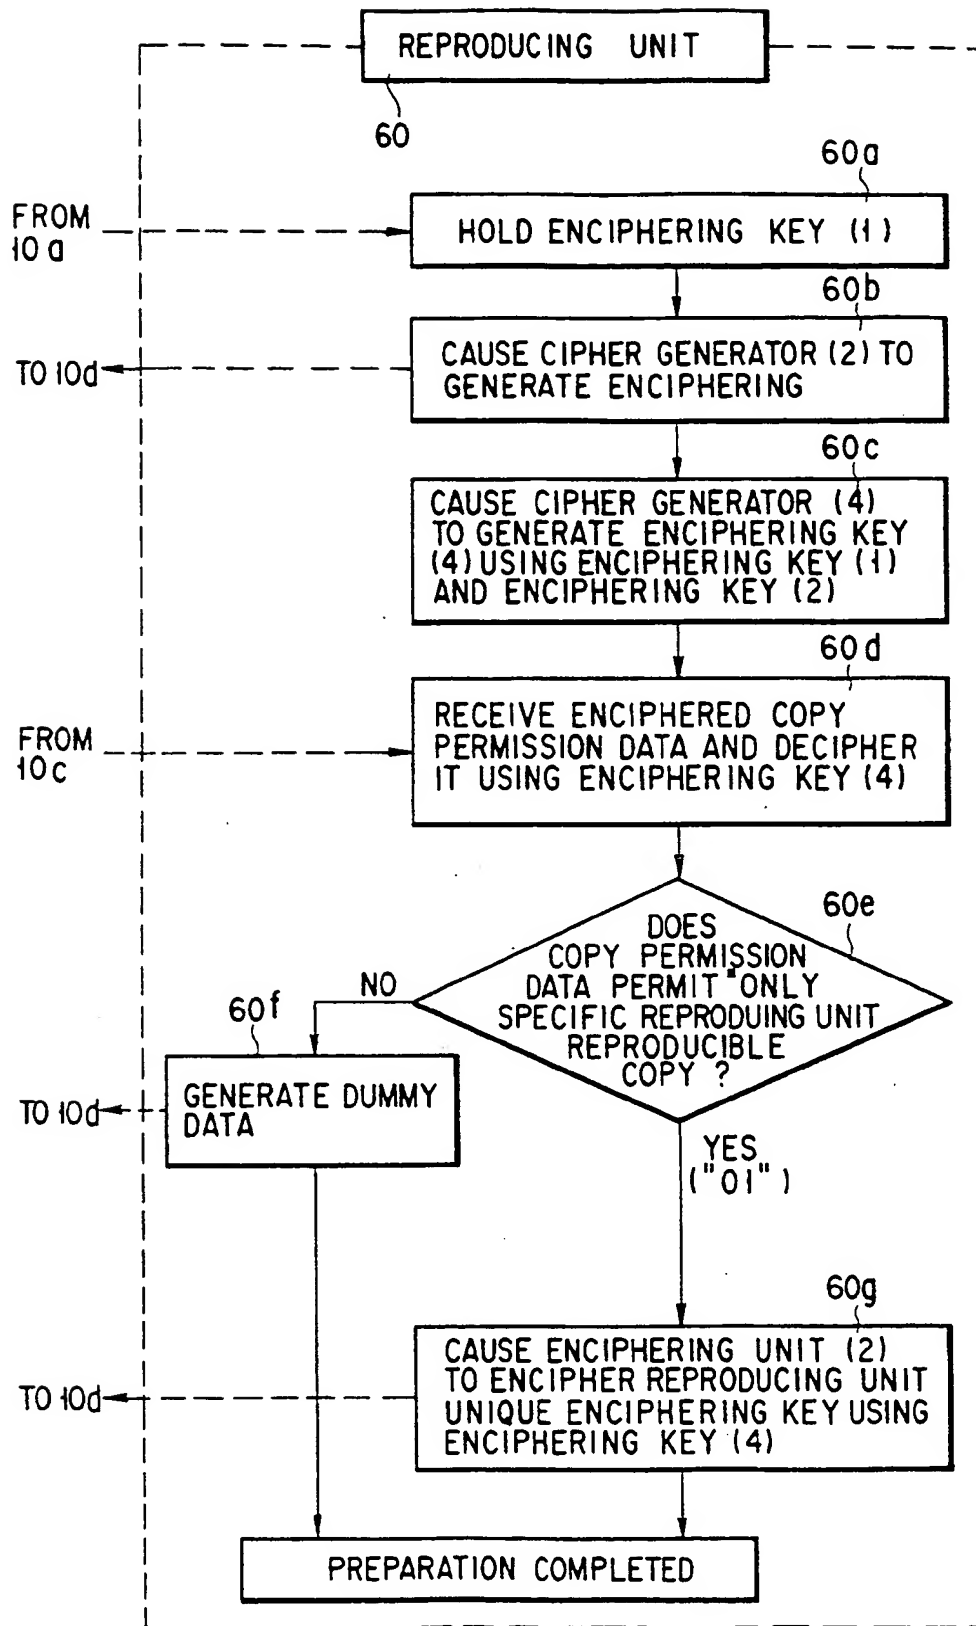 REPRODUCING UNIT
60
60a
FROM
10a
HOLD ENCIPHERING KEY (1)
60b
TO 10d
CAUSE CIPHER GENERATOR (2) TO
GENERATE ENCIPHERING
60c
CAUSE CIPHER GENERATOR (4)
TO GENERATE ENCIPHERING KEY
(4) USING ENCIPHERING KEY (1)
AND ENCIPHERING KEY (2)
60d
FROM
10c
RECEIVE ENCIPHERED COPY
PERMISSION DATA AND DECIPHER
IT USING ENCIPHERING KEY (4)
60e
DOES
COPY PERMISSION
DATA PERMIT "ONLY
SPECIFIC REPRODUING UNIT
REPRODUCIBLE
COPY ?
NO
60f
GENERATE DUMMY
DATA
TO 10d
YES
("01")
60g
CAUSE ENCIPHERING UNIT (2)
TO ENCIPHER REPRODUCING UNIT
UNIQUE ENCIPHERING KEY USING
ENCIPHERING KEY (4)
TO 10d
PREPARATION COMPLETED